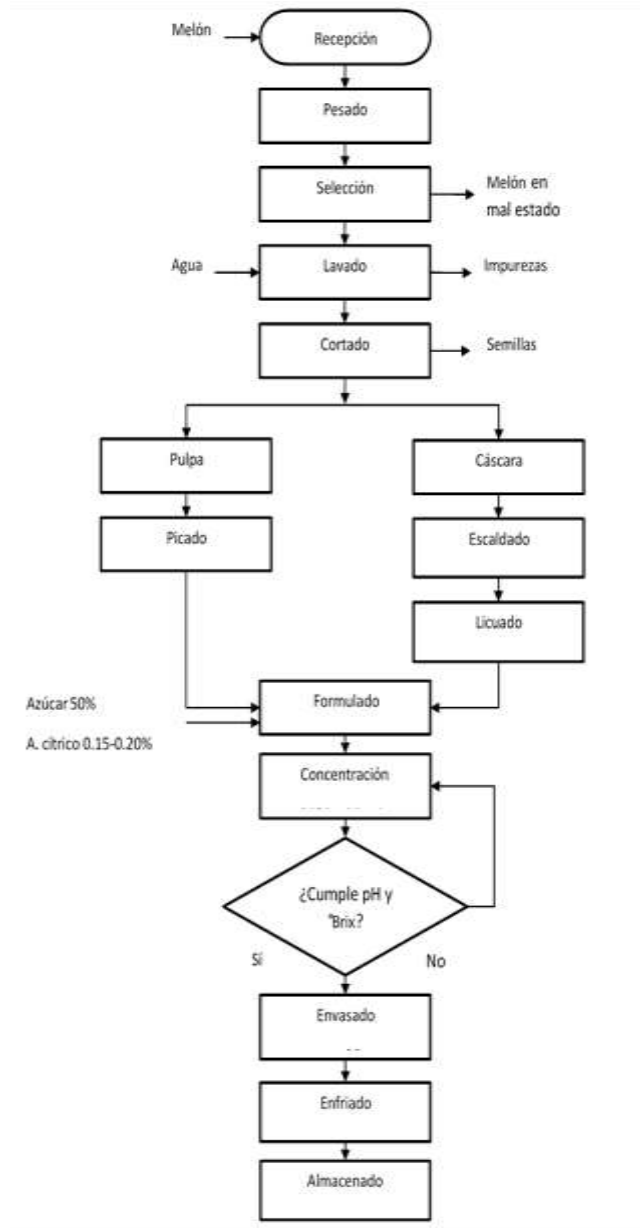 Melón
Recepción
Pesado
Selección
Melón en
mal estado
Agua
Lavado
Impurezas
Cortado
Semillas
Pulpa
Cáscara
Picado
Escaldado
Licuado
Azúcar 50%
Formulado
A. cítrico 0.15-0.20%
Concentración
¿Cumple pH y
°Brix?
Sí
No
Envasado
Enfriado
Almacenado